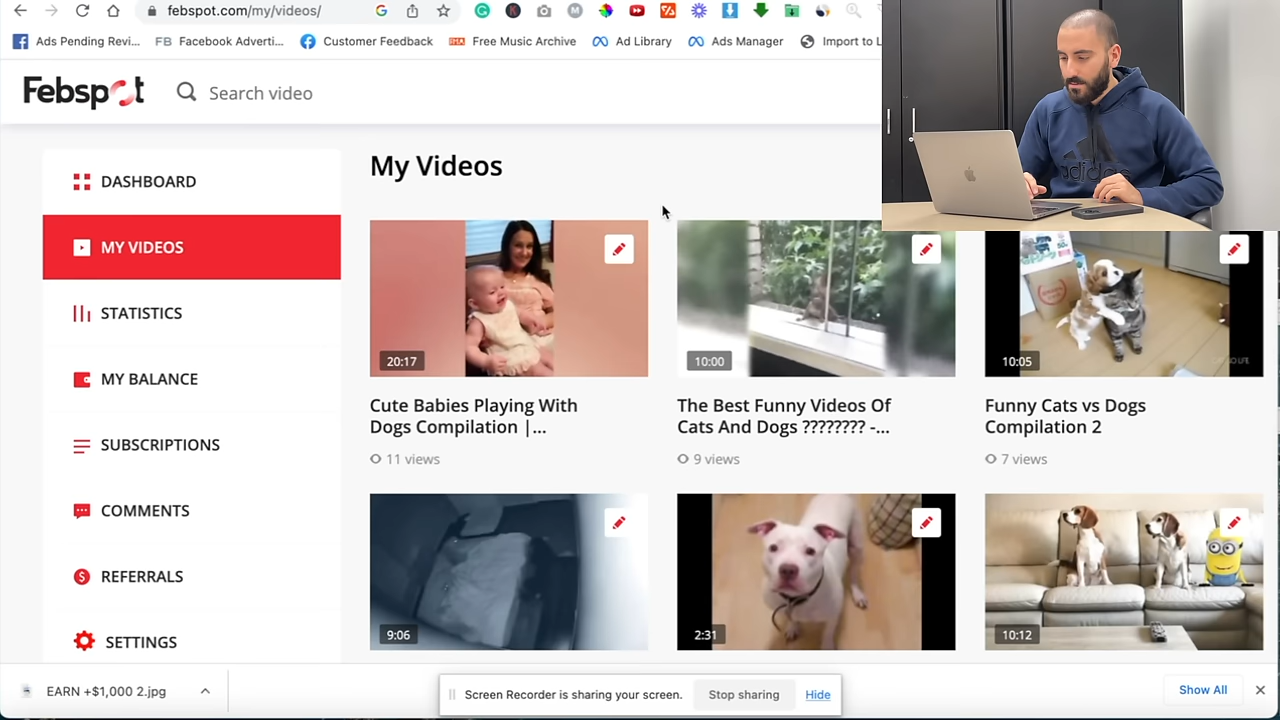 febspot.com/my/videos/
Ads Pending Revi... FB Facebook Adverti... Customer Feedback FMA Free Music Archive Ad Library Ads Manager Import to L
Febspot Search video
DASHBOARD
MY VIDEOS
STATISTICS
MY BALANCE
SUBSCRIPTIONS
COMMENTS
REFERRALS
SETTINGS
My Videos
20:17
10:00
10:05
Cute Babies Playing With
Dogs Compilation |...
11 views
The Best Funny Videos Of
Cats And Dogs ???????? -...
9 views
Funny Cats vs Dogs
Compilation 2
7 views
9:06
2:31
10:12
adidas
EARN +$1,000 2.jpg
Screen Recorder is sharing your screen. Stop sharing Hide
Show All